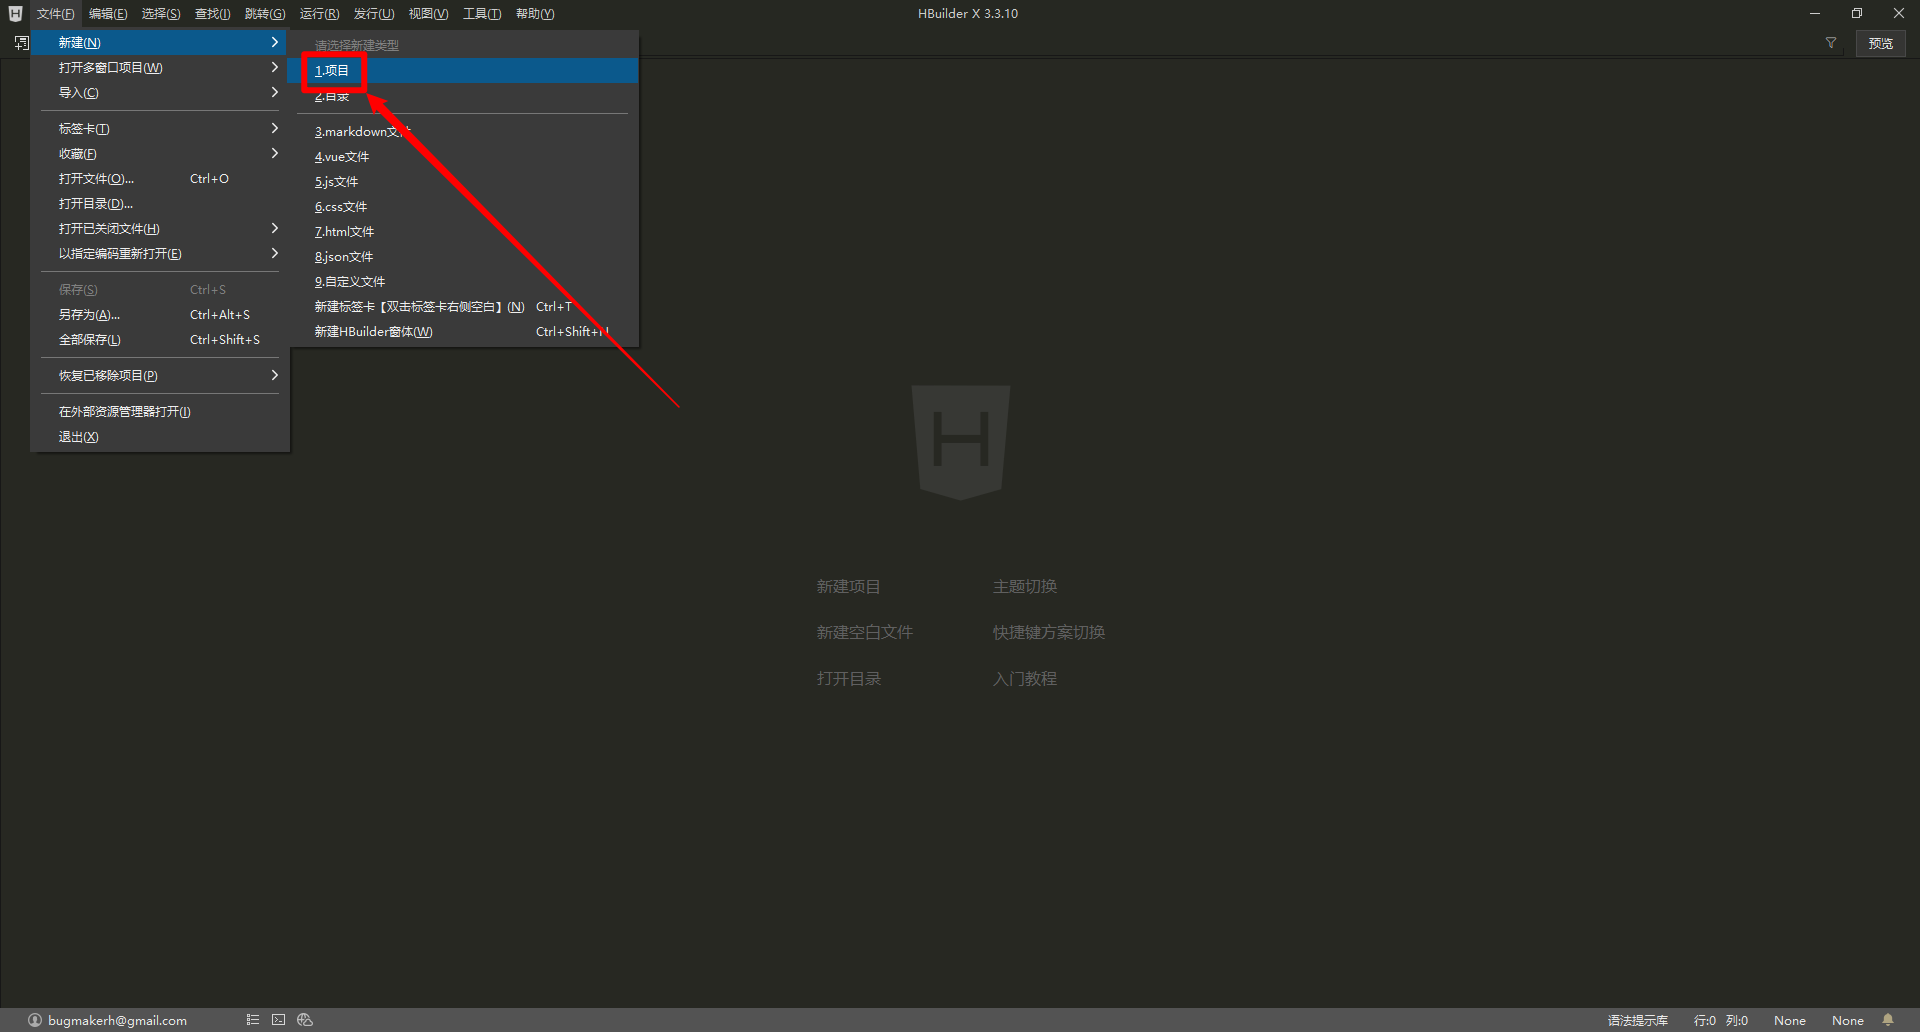 文件(F) 编辑(E) 选择(S) 查找(I) 跳转(G) 运行(R) 发行(U) 视图(V) 工具(T) 帮助(Y)
HBuilder X 3.3.10
预览
新建(N)
打开多窗口项目(W)
导入(C)
标签卡(T)
收藏(F)
打开文件(O)... Ctrl+O
打开目录(D)...
打开已关闭文件(H)
以指定编码重新打开(E)
保存(S) Ctrl+S
另存为(A)... Ctrl+Alt+S
全部保存(L) Ctrl+Shift+S
恢复已移除项目(P)
在外部资源管理器打开(I)
退出(X)
请选择新建类型
1.项目
2.目录
3.markdown文件
4.vue文件
5.js文件
6.css文件
7.html文件
8.json文件
9.自定义文件
新建标签卡【双击标签卡右侧空白】(N) Ctrl+T
新建HBuilder窗体(W) Ctrl+Shift+N
H
新建项目 主题切换
新建空白文件 快捷键方案切换
打开目录 入门教程
bugmakerh@gmail.com
语法提示库 行:0 列:0 None None